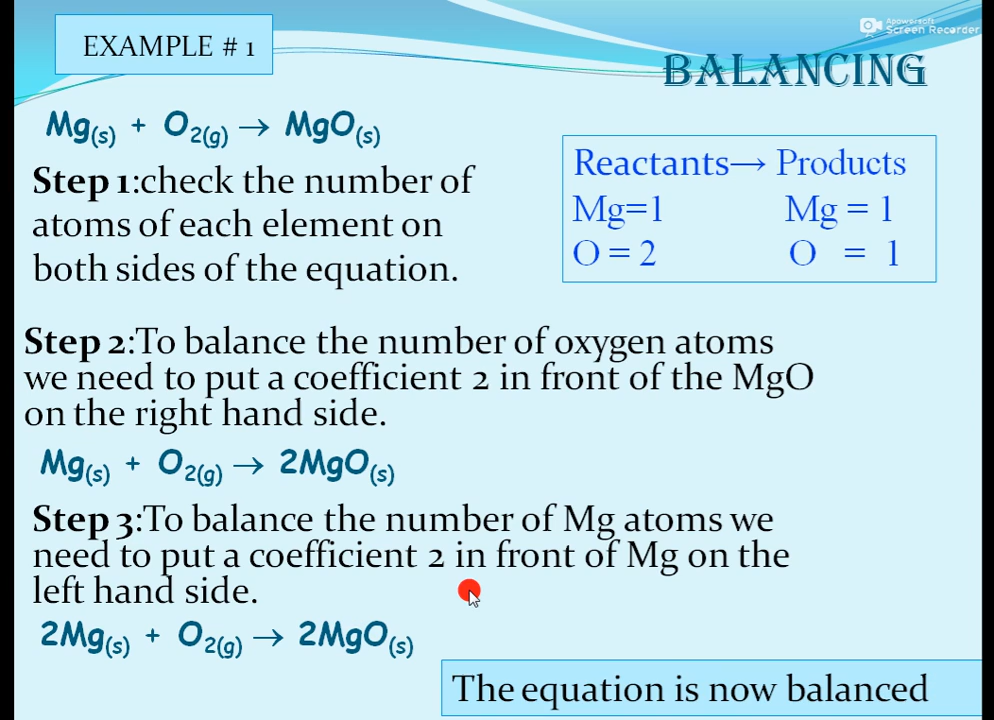 EXAMPLE # 1
Apowersoft
Screen Recorder
BALANCING
Mg(s) + O2(g) → MgO(s)
Step 1:check the number of
atoms of each element on
both sides of the equation.
Reactants→ Products
Mg=1 Mg = 1
O = 2 O = 1
Step 2:To balance the number of oxygen atoms
we need to put a coefficient 2 in front of the MgO
on the right hand side.
Mg(s) + O2(g) → 2MgO(s)
Step 3:To balance the number of Mg atoms we
need to put a coefficient 2 in front of Mg on the
left hand side.
2Mg(s) + O2(g) → 2MgO(s)
The equation is now balanced